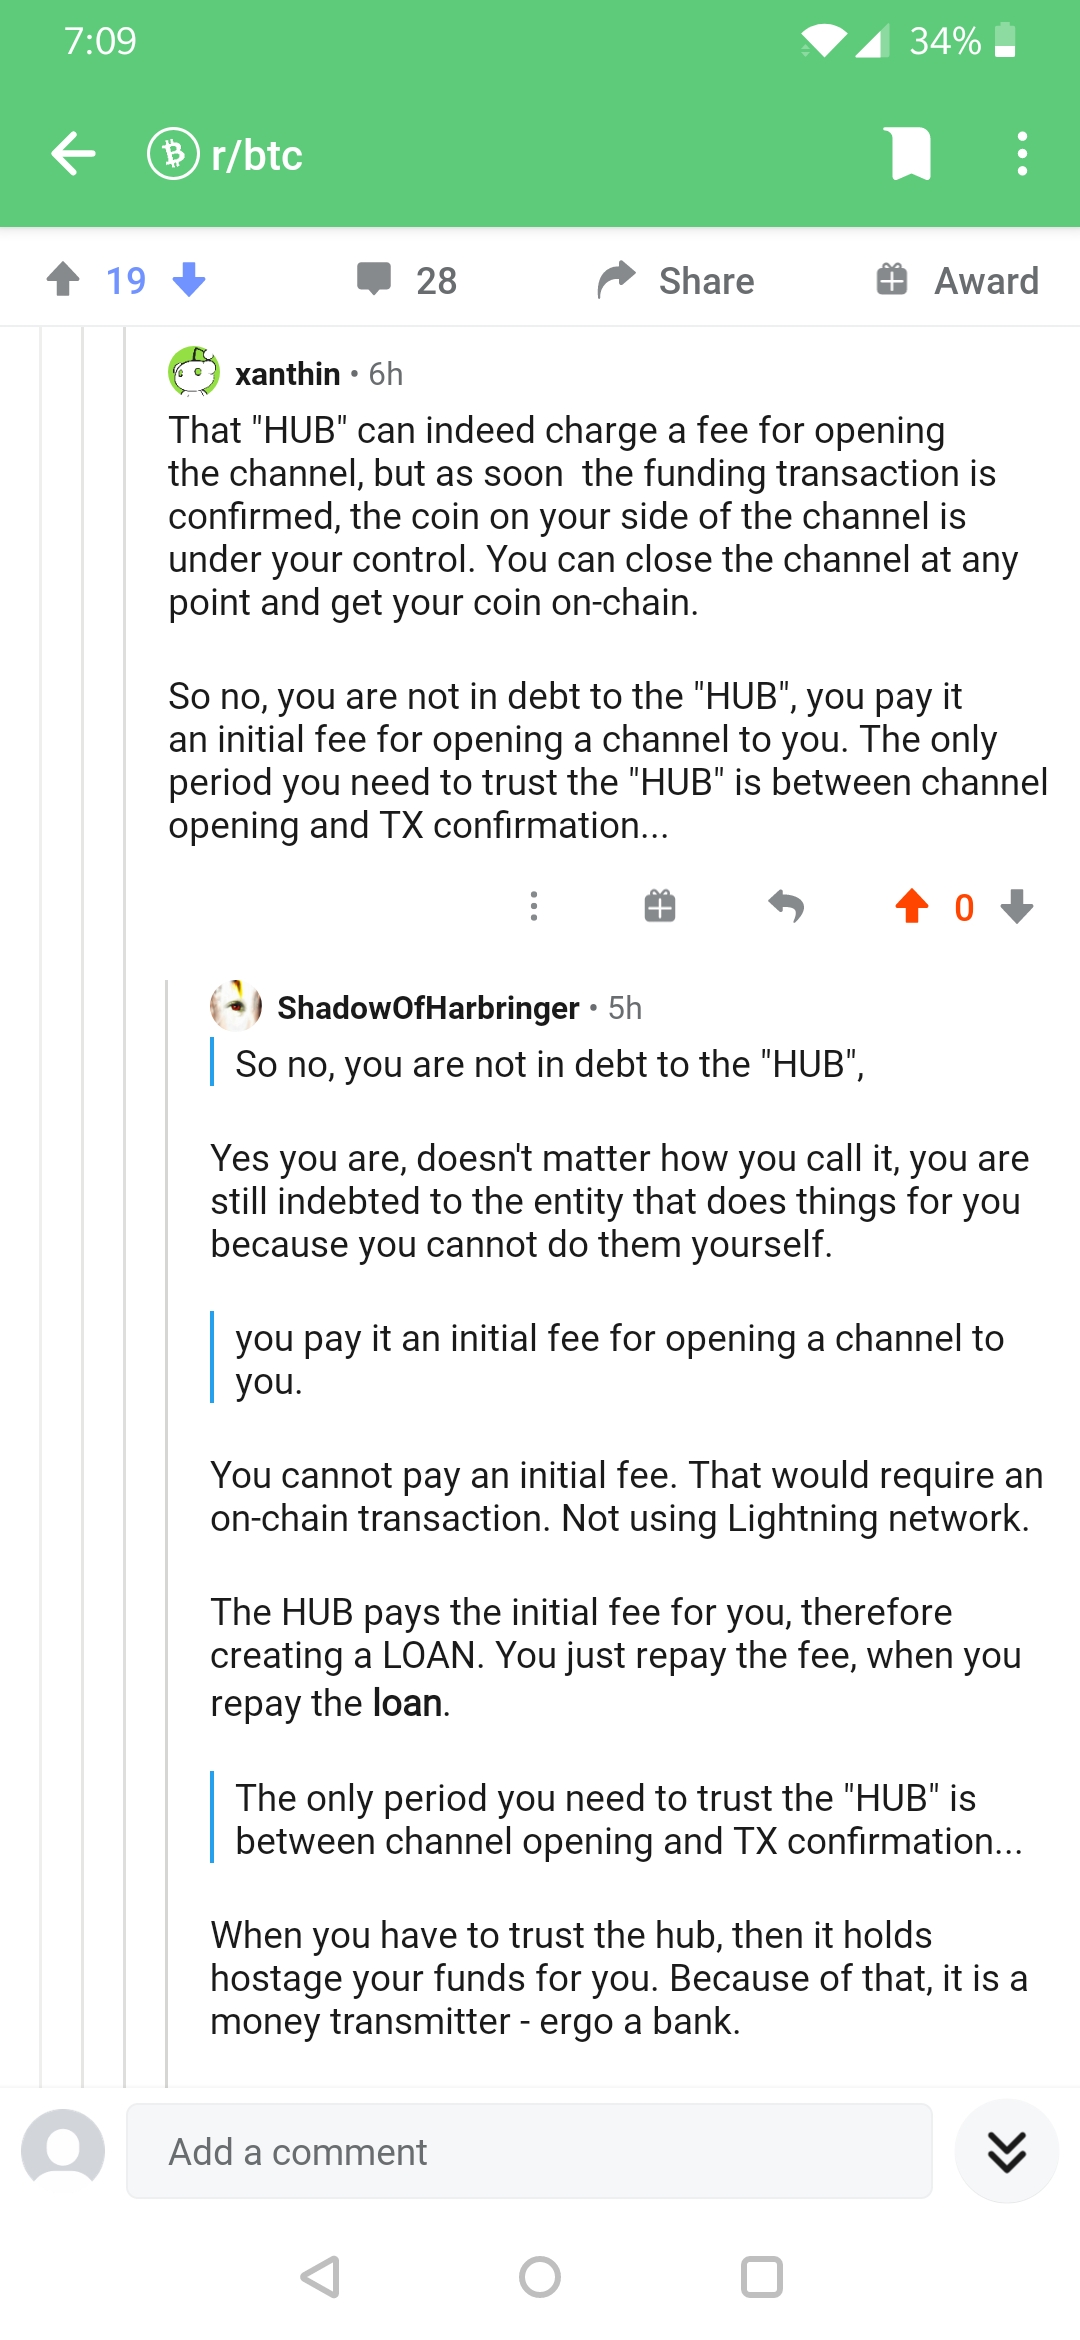 7:09
34%
r/btc
19
28
Share
Award
xanthin • 6h
That "HUB" can indeed charge a fee for opening
the channel, but as soon  the funding transaction is
confirmed, the coin on your side of the channel is
under your control. You can close the channel at any
point and get your coin on-chain.
So no, you are not in debt to the "HUB", you pay it
an initial fee for opening a channel to you. The only
period you need to trust the "HUB" is between channel
opening and TX confirmation...
0
ShadowOfHarbringer • 5h
So no, you are not in debt to the "HUB",
Yes you are, doesn't matter how you call it, you are
still indebted to the entity that does things for you
because you cannot do them yourself.
you pay it an initial fee for opening a channel to
you.
You cannot pay an initial fee. That would require an
on-chain transaction. Not using Lightning network.
The HUB pays the initial fee for you, therefore
creating a LOAN. You just repay the fee, when you
repay the loan.
The only period you need to trust the "HUB" is
between channel opening and TX confirmation...
When you have to trust the hub, then it holds
hostage your funds for you. Because of that, it is a
money transmitter - ergo a bank.
Add a comment